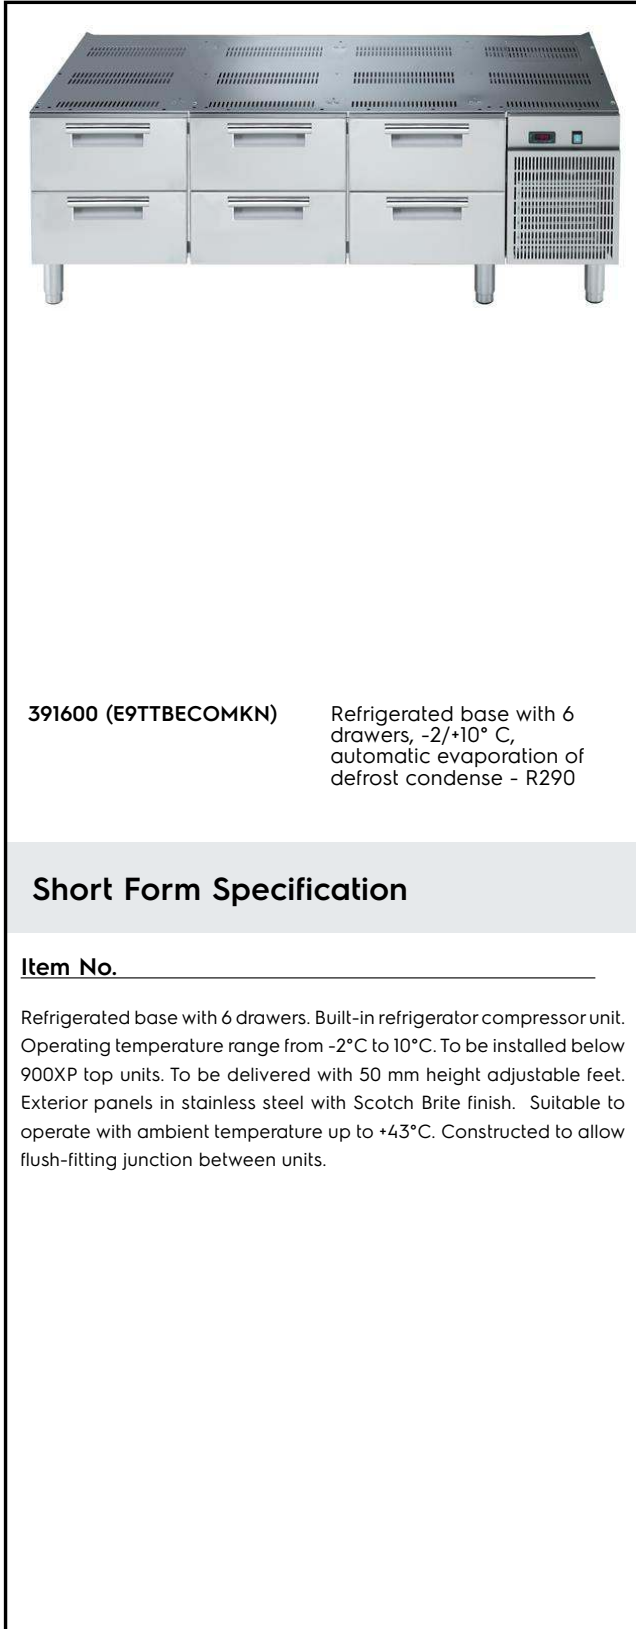 391600 (E9TTBECOMKN)
Refrigerated base with 6
drawers, -2/+10° C,
automatic evaporation of
defrost condense - R290
Short Form Specification
Item No.
Refrigerated base with 6 drawers. Built-in refrigerator compressor unit.
Operating temperature range from -2°C to 10°C. To be installed below
900XP top units. To be delivered with 50 mm height adjustable feet.
Exterior panels in stainless steel with Scotch Brite finish. Suitable to
operate with ambient temperature up to +43°C. Constructed to allow
flush-fitting junction between units.